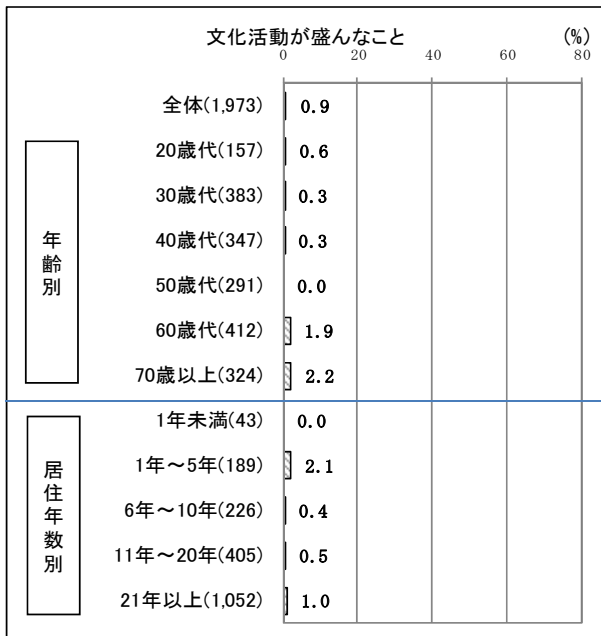 文化活動が盛んなこと (%)
0 20 40 60 80
全体(1,973) 0.9
20歳代(157) 0.6
30歳代(383) 0.3
40歳代(347) 0.3
50歳代(291) 0.0
60歳代(412) 1.9
70歳以上(324) 2.2
年齢別
1年未満(43) 0.0
1年～5年(189) 2.1
6年～10年(226) 0.4
11年～20年(405) 0.5
21年以上(1,052) 1.0
居住年数別